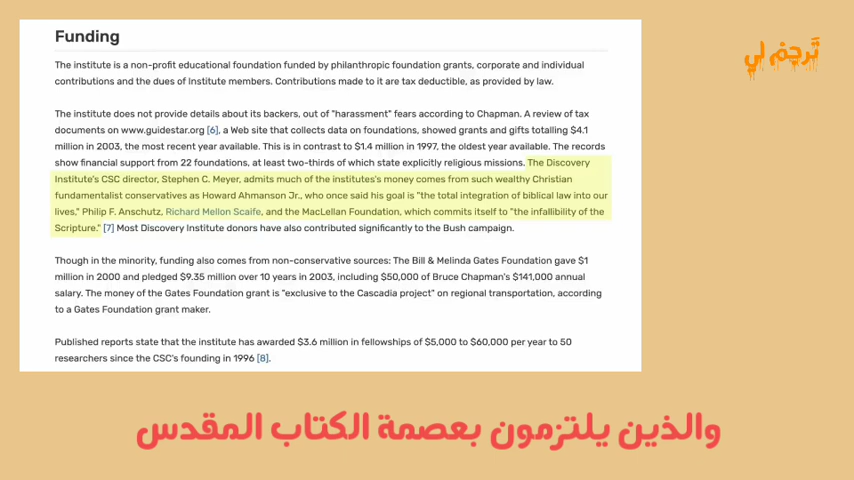 Funding
تَرجِمْ لي
The institute is a non-profit educational foundation funded by philanthropic foundation grants, corporate and individual
contributions and the dues of Institute members. Contributions made to it are tax deductible, as provided by law.
The institute does not provide details about its backers, out of "harassment" fears according to Chapman. A review of tax
documents on www.guidestar.org [6], a Web site that collects data on foundations, showed grants and gifts totalling $4.1
million in 2003, the most recent year available. This is in contrast to $1.4 million in 1997, the oldest year available. The records
show financial support from 22 foundations, at least two-thirds of which state explicitly religious missions. The Discovery
Institute's CSC director, Stephen C. Meyer, admits much of the institutes's money comes from such wealthy Christian
fundamentalist conservatives as Howard Ahmanson Jr., who once said his goal is "the total integration of biblical law into our
lives," Philip F. Anschutz, Richard Mellon Scaife, and the MacLellan Foundation, which commits itself to "the infallibility of the
Scripture." [7] Most Discovery Institute donors have also contributed significantly to the Bush campaign.
Though in the minority, funding also comes from non-conservative sources: The Bill & Melinda Gates Foundation gave $1
million in 2000 and pledged $9.35 million over 10 years in 2003, including $50,000 of Bruce Chapman's $141,000 annual
salary. The money of the Gates Foundation grant is "exclusive to the Cascadia project" on regional transportation, according
to a Gates Foundation grant maker.
Published reports state that the institute has awarded $3.6 million in fellowships of $5,000 to $60,000 per year to 50
researchers since the CSC's founding in 1996 [8].
والذين يلتزمون بعصمة الكتاب المقدس